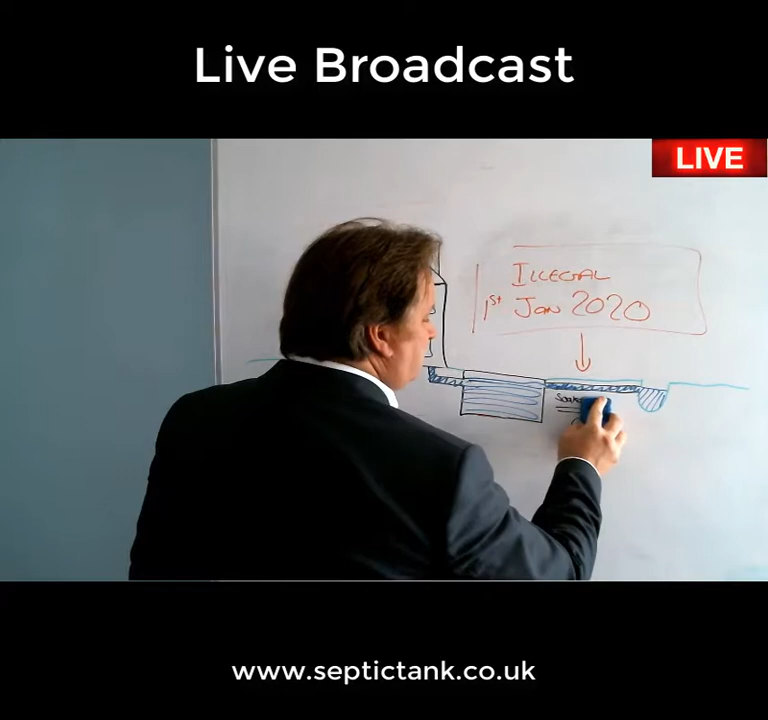 Live Broadcast
LIVE
ILLEGAL
1st Jan 2020
www.septictank.co.uk